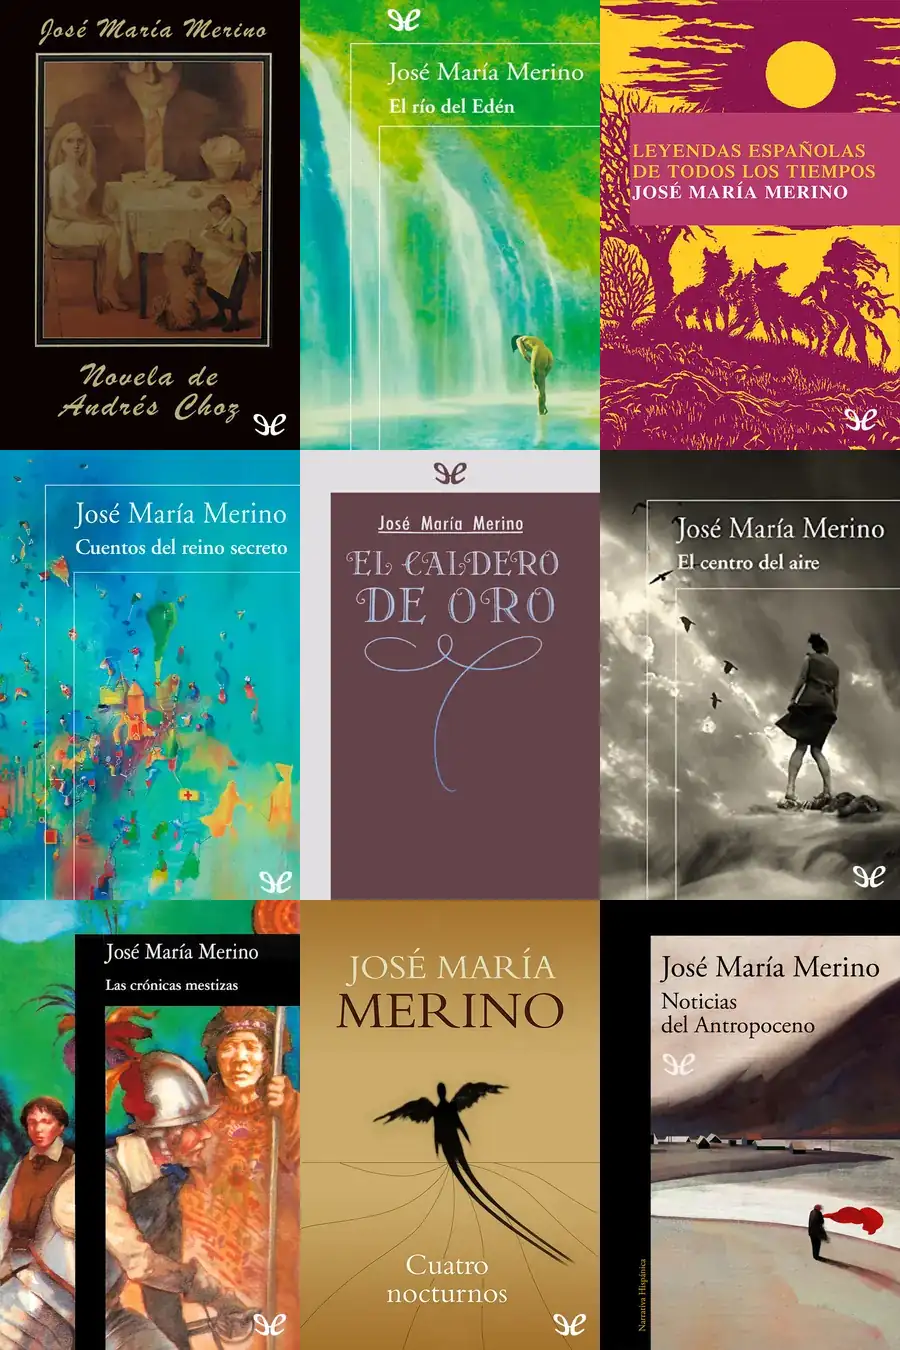 José María Merino
Novela de
Andrés Choz
José María Merino
El río del Edén
LEYENDAS ESPAÑOLAS
DE TODOS LOS TIEMPOS
JOSÉ MARÍA MERINO
José María Merino
Cuentos del reino secreto
José María Merino
EL CALDERO
DE ORO
José María Merino
El centro del aire
José María Merino
Las crónicas mestizas
JOSÉ MARÍA
MERINO
Cuatro
nocturnos
José María Merino
Noticias
del Antropoceno
Narrativa Hispánica